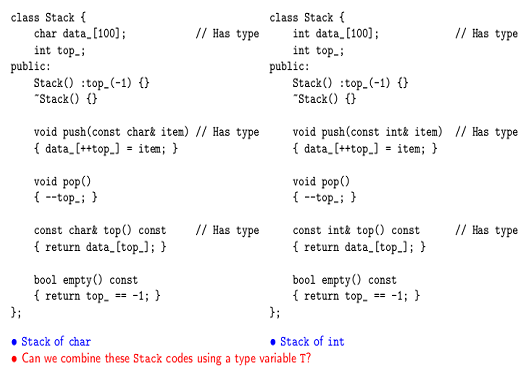 class Stack {
    char data_[100];            // Has type
    int top_;
public:
    Stack() :top_(-1) {}
    ~Stack() {}
    void push(const char& item) // Has type
    { data_[++top_] = item; }
    void pop()
    { --top_; }
    const char& top() const     // Has type
    { return data_[top_]; }
    bool empty() const
    { return top_ == -1; }
};
• Stack of char
class Stack {
    int data_[100];             // Has type
    int top_;
public:
    Stack() :top_(-1) {}
    ~Stack() {}
    void push(const int& item)  // Has type
    { data_[++top_] = item; }
    void pop()
    { --top_; }
    const int& top() const      // Has type
    { return data_[top_]; }
    bool empty() const
    { return top_ == -1; }
};
• Stack of int
• Can we combine these Stack codes using a type variable T?